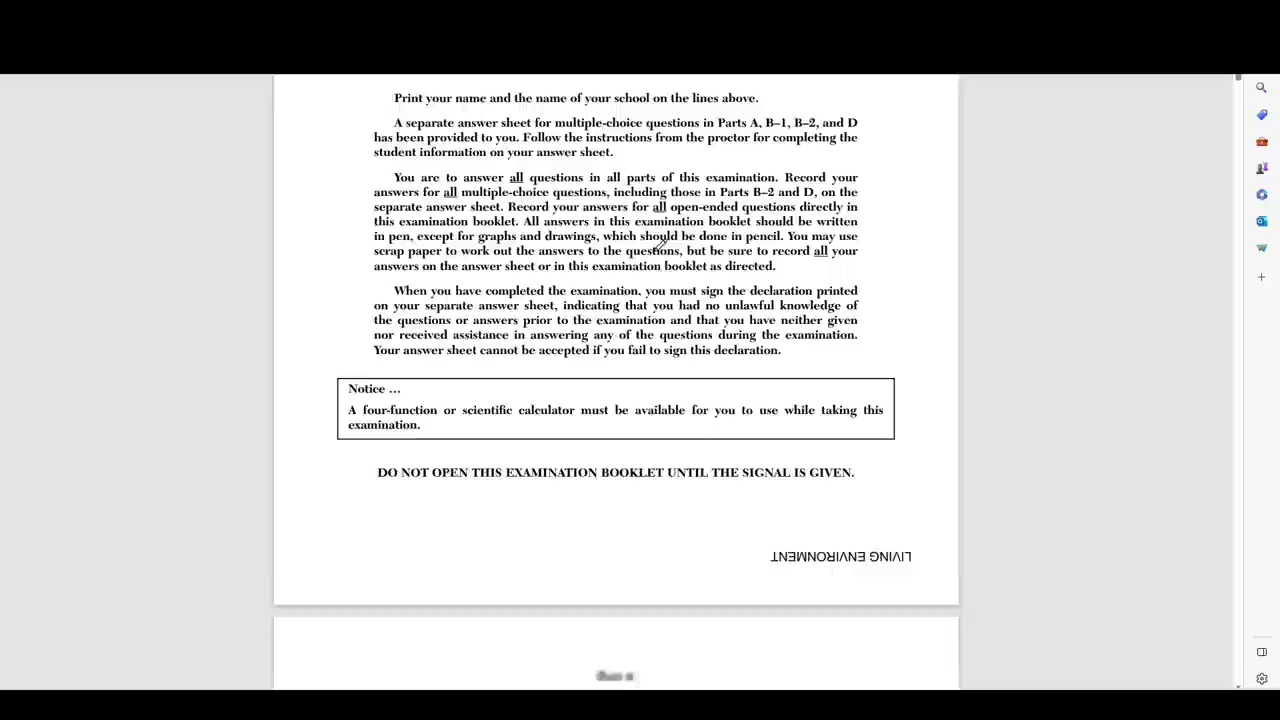 Print your name and the name of your school on the lines above.
A separate answer sheet for multiple-choice questions in Parts A, B–1, B–2, and D
has been provided to you. Follow the instructions from the proctor for completing the
student information on your answer sheet.
You are to answer all questions in all parts of this examination. Record your
answers for all multiple-choice questions, including those in Parts B–2 and D, on the
separate answer sheet. Record your answers for all open-ended questions directly in
this examination booklet. All answers in this examination booklet should be written
in pen, except for graphs and drawings, which should be done in pencil. You may use
scrap paper to work out the answers to the questions, but be sure to record all your
answers on the answer sheet or in this examination booklet as directed.
When you have completed the examination, you must sign the declaration printed
on your separate answer sheet, indicating that you had no unlawful knowledge of
the questions or answers prior to the examination and that you have neither given
nor received assistance in answering any of the questions during the examination.
Your answer sheet cannot be accepted if you fail to sign this declaration.
Notice …
A four-function or scientific calculator must be available for you to use while taking this
examination.
DO NOT OPEN THIS EXAMINATION BOOKLET UNTIL THE SIGNAL IS GIVEN.
LIVING ENVIRONMENT